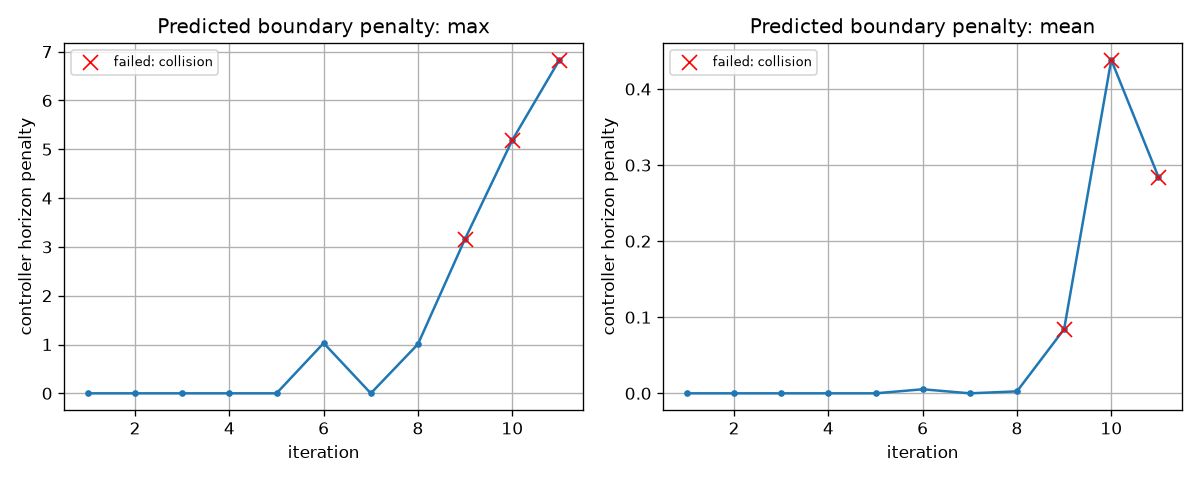 Predicted boundary penalty: max
failed: collision
controller horizon penalty
7
6
5
4
3
2
1
0
2 4 6 8 10
iteration
Predicted boundary penalty: mean
failed: collision
controller horizon penalty
0.4
0.3
0.2
0.1
0.0
2 4 6 8 10
iteration